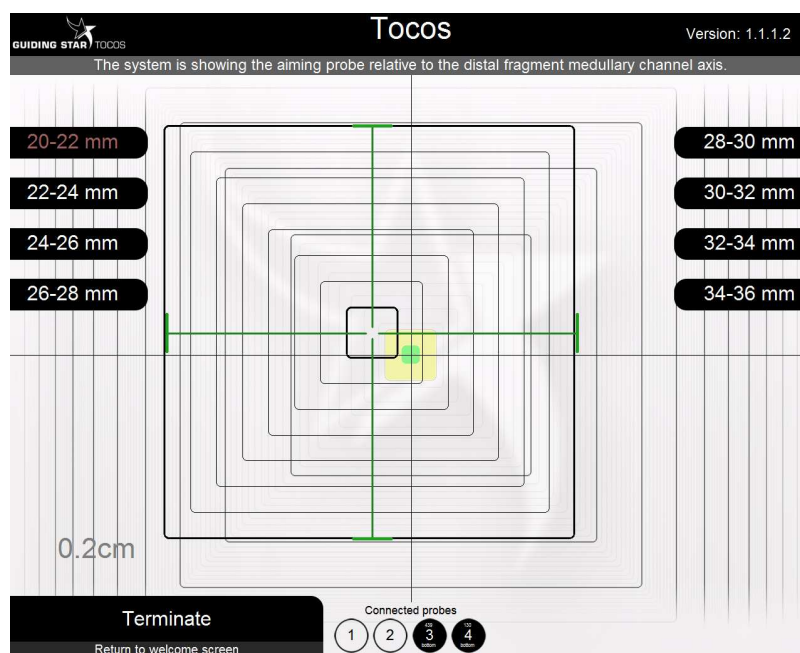 Tocos
GUIDING STAR TOCOS
Version: 1.1.1.2
The system is showing the aiming probe relative to the distal fragment medullary channel axis.
20-22 mm
22-24 mm
24-26 mm
26-28 mm
28-30 mm
30-32 mm
32-34 mm
34-36 mm
0.2cm
Terminate
Return to welcome screen
Connected probes
1
2
439
3
bottom
130
4
bottom